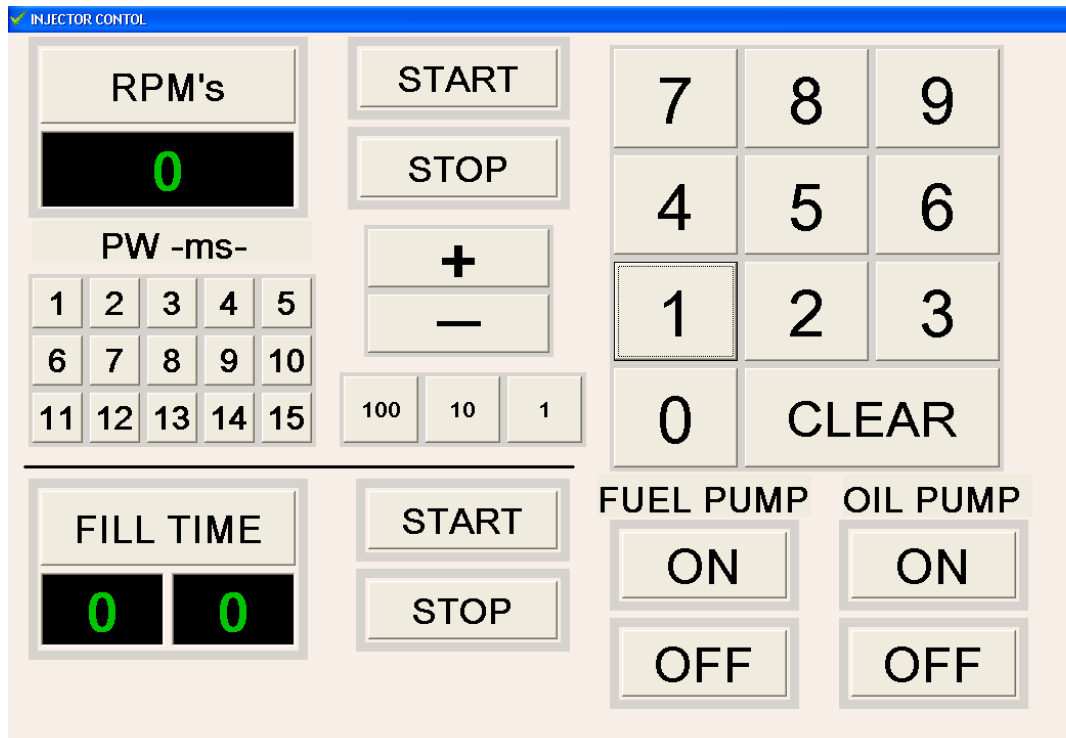 INJECTOR CONTOL
RPM's
0
PW -ms-
1 2 3 4 5
6 7 8 9 10
11 12 13 14 15
START
STOP
+
—
100 10 1
7 8 9
4 5 6
1 2 3
0 CLEAR
FILL TIME
0 0
START
STOP
FUEL PUMP
ON
OFF
OIL PUMP
ON
OFF